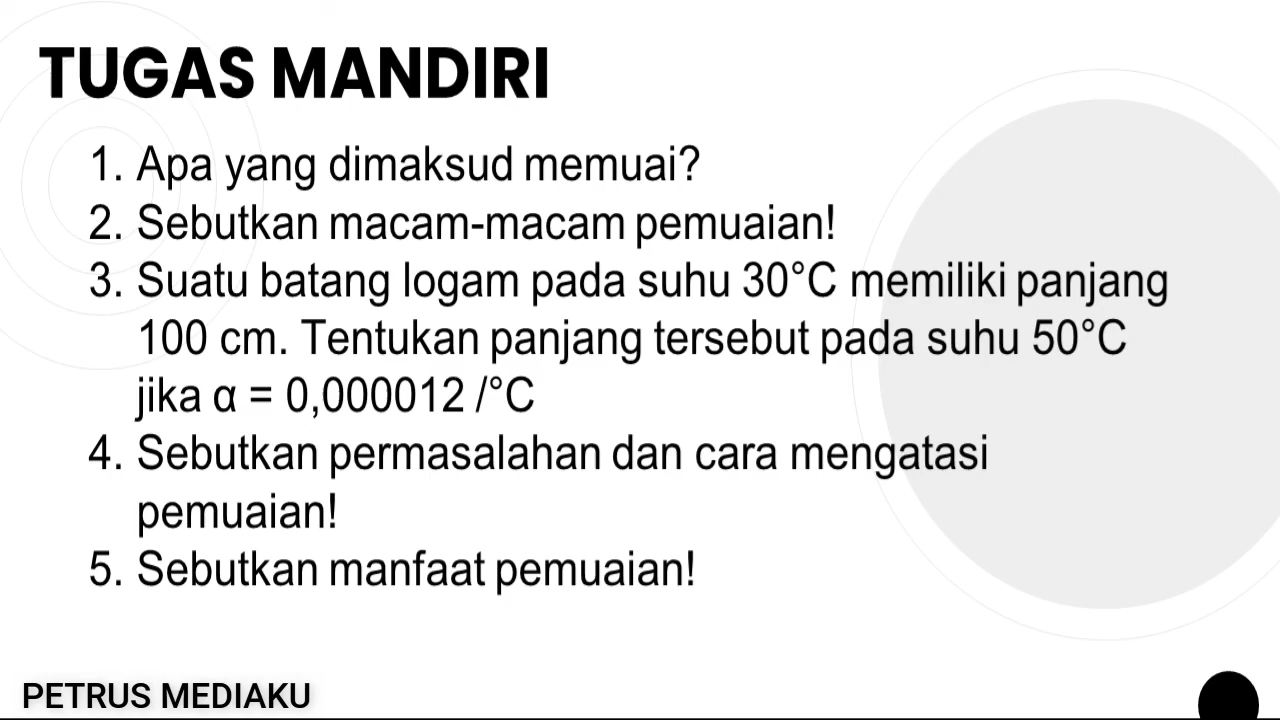 TUGAS MANDIRI
1. Apa yang dimaksud memuai?
2. Sebutkan macam-macam pemuaian!
3. Suatu batang logam pada suhu 30°C memiliki panjang
100 cm. Tentukan panjang tersebut pada suhu 50°C
jika α = 0,000012 /°C
4. Sebutkan permasalahan dan cara mengatasi
pemuaian!
5. Sebutkan manfaat pemuaian!
PETRUS MEDIAKU